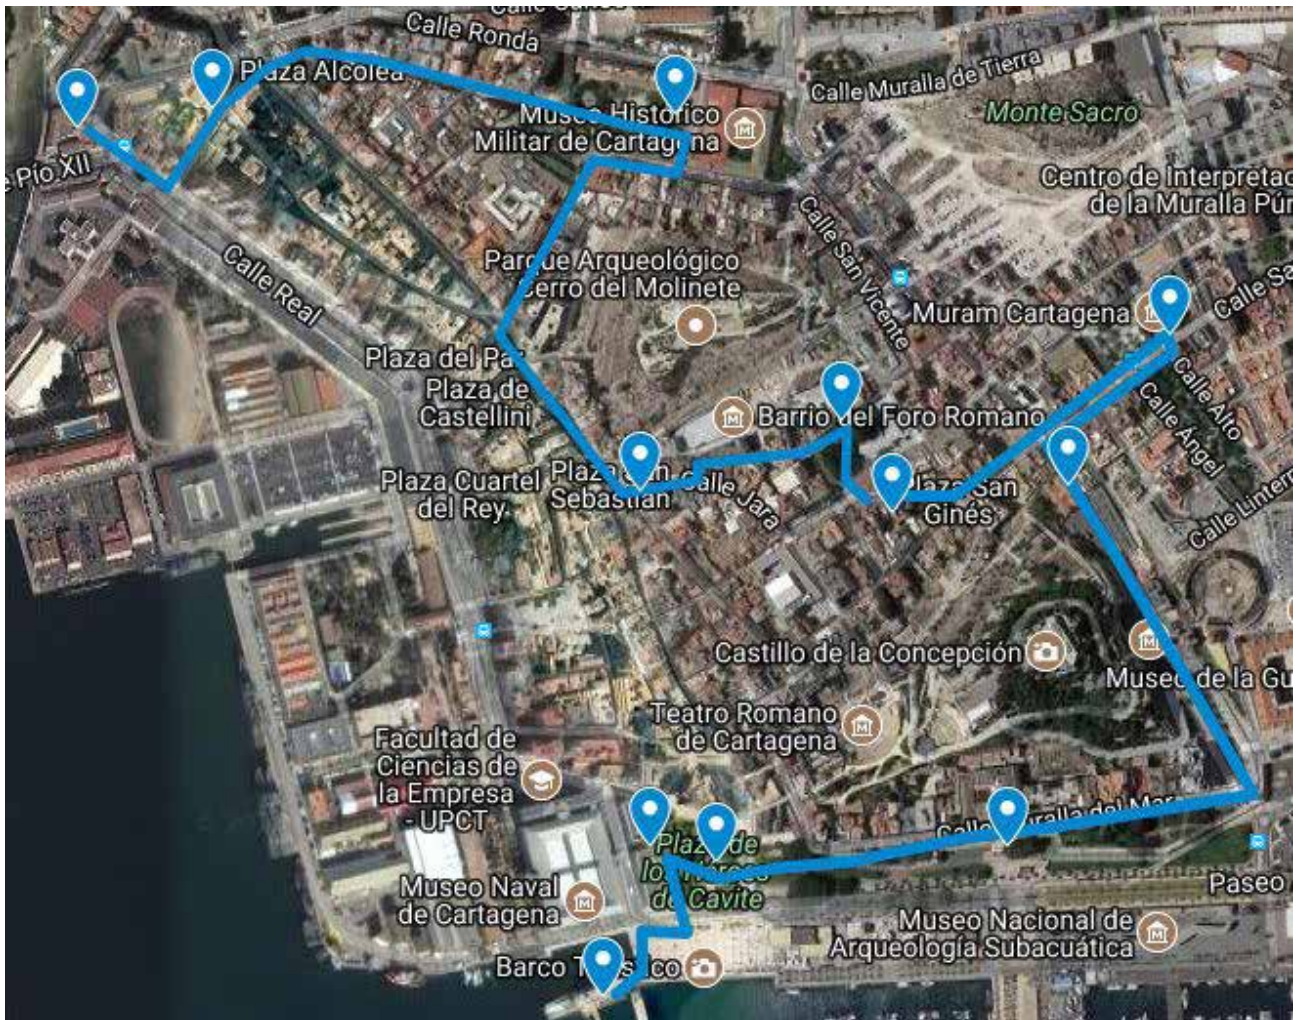 Calle Ronda
Plaza Alcolea
Calle Muralla de Tierra
Museo Histórico
Militar de Cartagena
Monte Sacro
Pío XII
Centro de Interpretac
de la Muralla Pún
Calle San Vicente
Calle Real
Parque Arqueológico
Cerro del Molinete
Muram Cartagena
Calle Sa
Plaza del Par
Plaza de
Castellini
Calle Alto
Calle Ángel
Barrio del Foro Romano
Plaza Cuartel
del Rey
Plaza San
Sebastián
Calle Jara
Plaza San
Ginés
Calle Lintern
Castillo de la Concepción
Museo de la Gu
Teatro Romano
de Cartagena
Facultad de
Ciencias de
la Empresa
- UPCT
Calle Muralla del Mar
Plaza de
los Héroes
de Cavite
Paseo
Museo Naval
de Cartagena
Museo Nacional de
Arqueología Subacuática
Barco Turístico